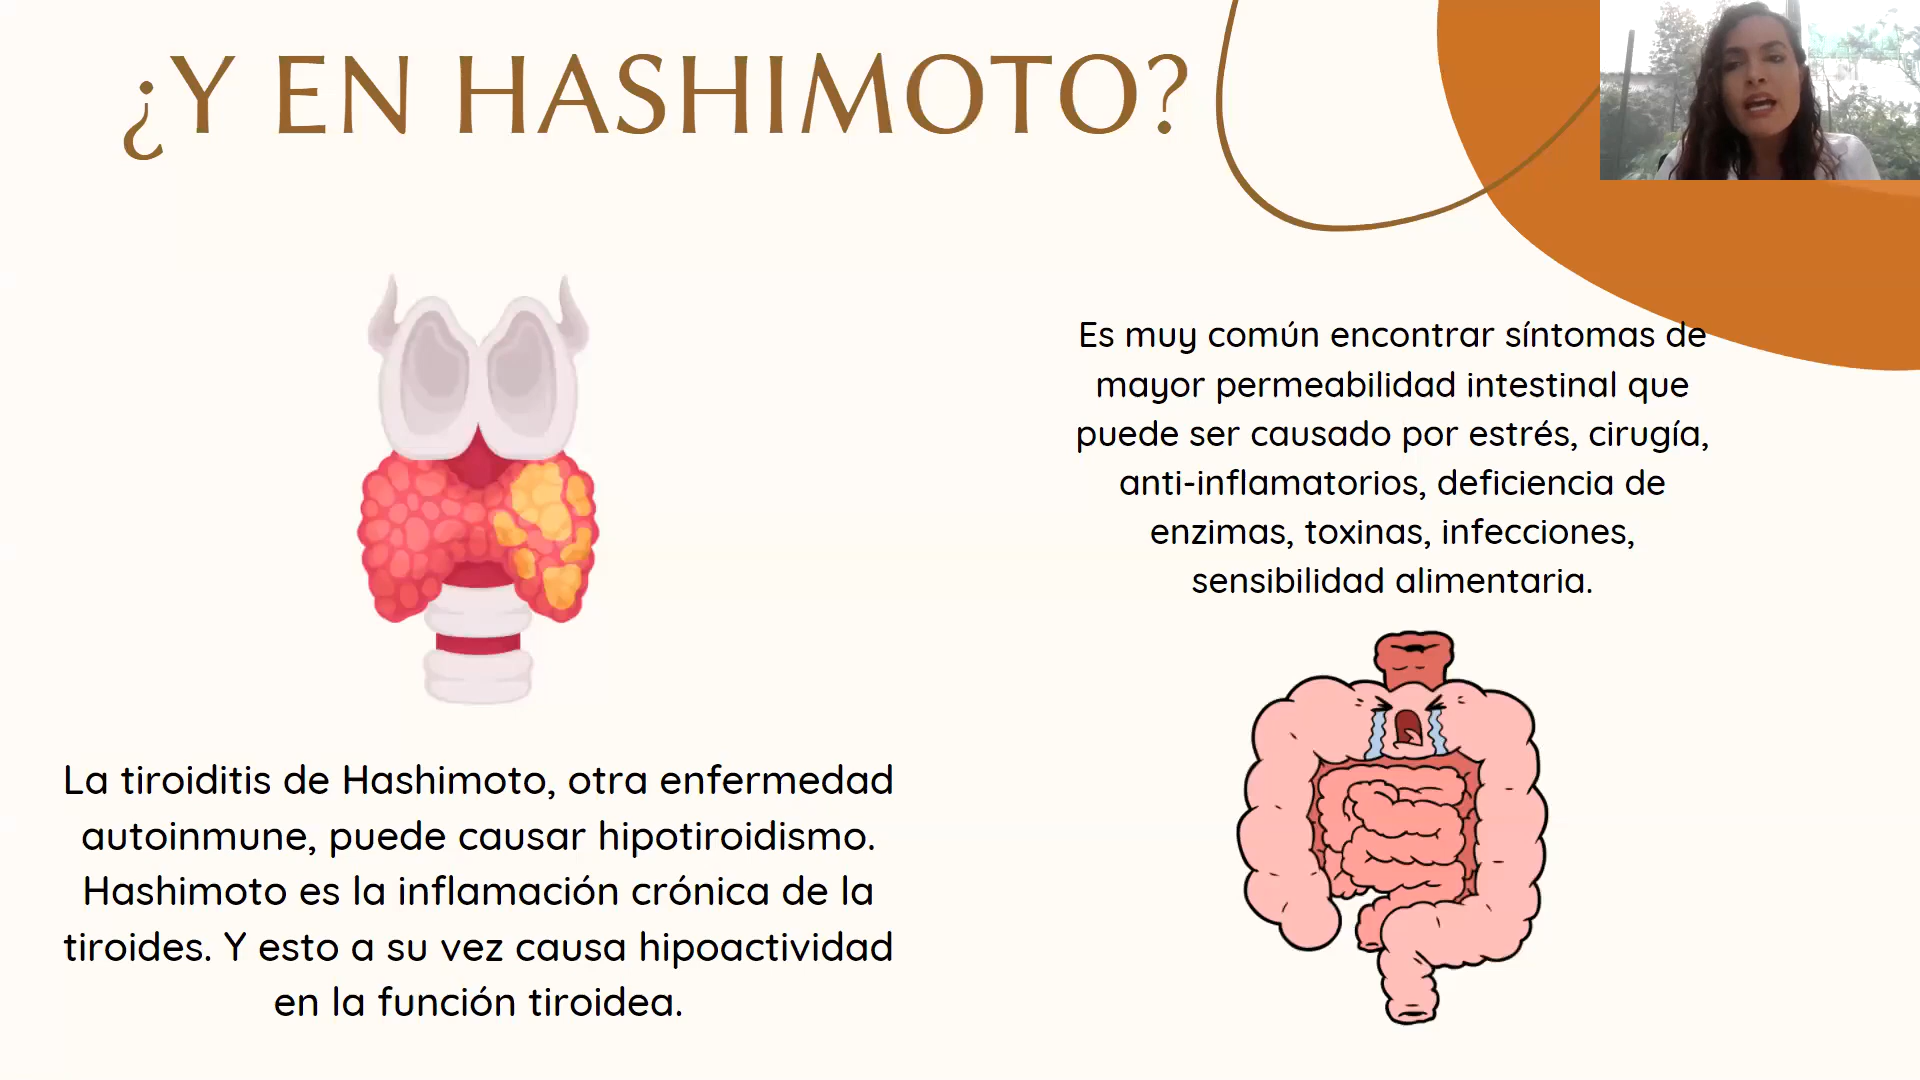 ¿Y EN HASHIMOTO?
Es muy común encontrar síntomas de
mayor permeabilidad intestinal que
puede ser causado por estrés, cirugía,
anti-inflamatorios, deficiencia de
enzimas, toxinas, infecciones,
sensibilidad alimentaria.
La tiroiditis de Hashimoto, otra enfermedad
autoinmune, puede causar hipotiroidismo.
Hashimoto es la inflamación crónica de la
tiroides. Y esto a su vez causa hipoactividad
en la función tiroidea.